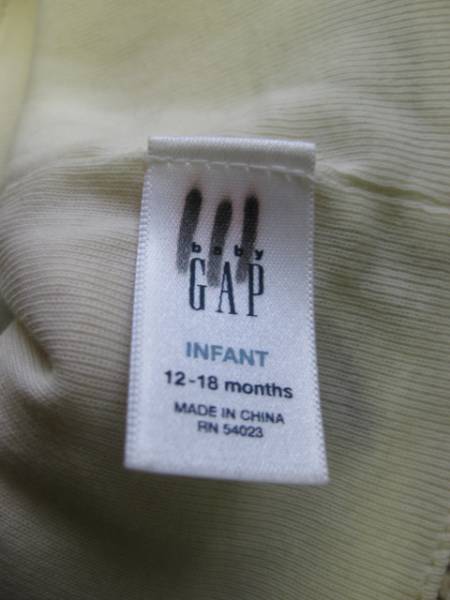 baby
GAP
INFANT
12-18 months
MADE IN CHINA
RN 54023